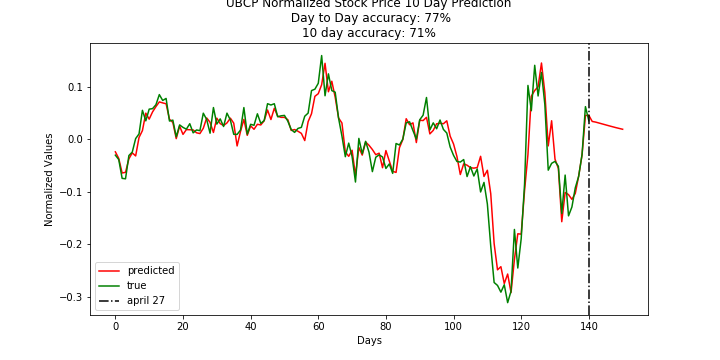 UBCP Normalized Stock Price 10 Day Prediction
Day to Day accuracy: 77%
10 day accuracy: 71%
0.1
0.0
−0.1
−0.2
−0.3
Normalized Values
predicted
true
april 27
0 20 40 60 80 100 120 140
Days